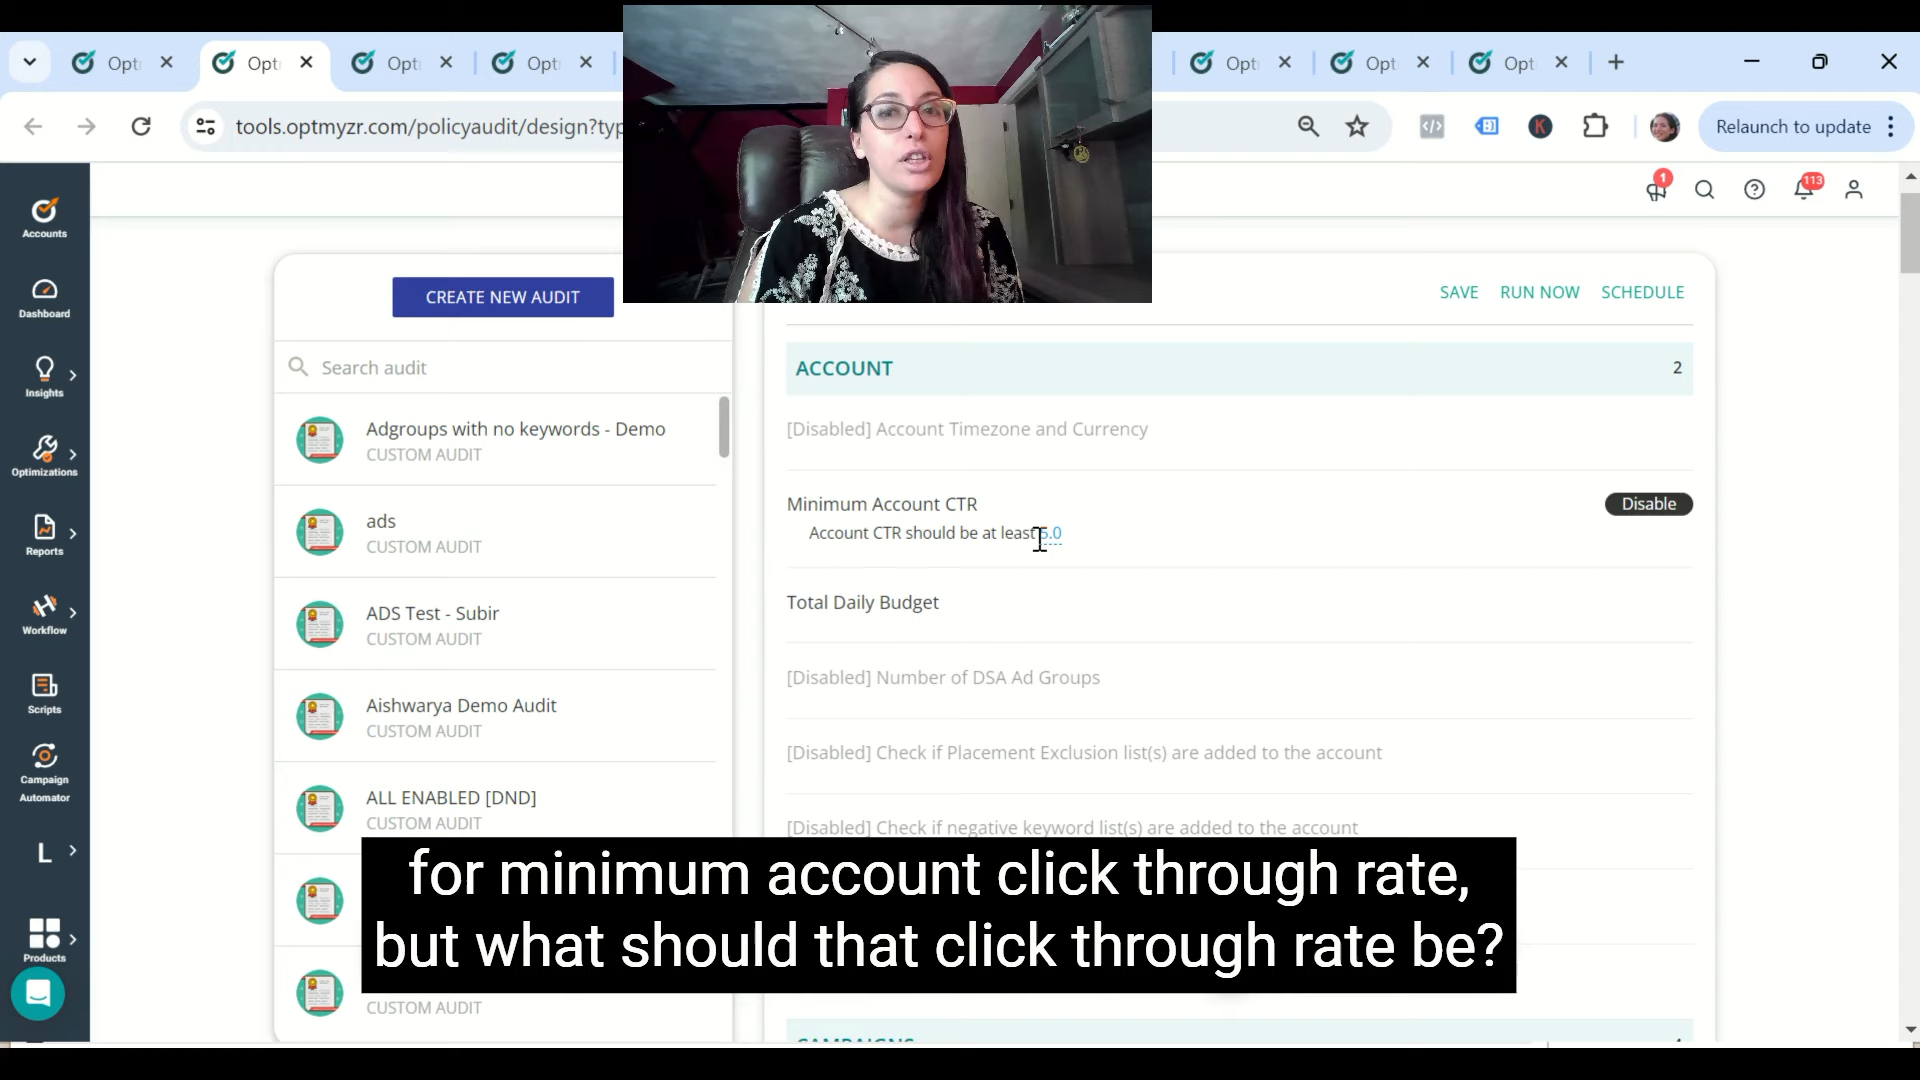 Opt
Opt
Opt
Opt
Opt
Opt
Opt
tools.optmyzr.com/policyaudit/design?typ
Relaunch to update
1
113
Accounts
Dashboard
Insights
Optimizations
Reports
Workflow
Scripts
Campaign
Automator
L
Products
CREATE NEW AUDIT
Search audit
Adgroups with no keywords - Demo
CUSTOM AUDIT
ads
CUSTOM AUDIT
ADS Test - Subir
CUSTOM AUDIT
Aishwarya Demo Audit
CUSTOM AUDIT
ALL ENABLED [DND]
CUSTOM AUDIT
CUSTOM AUDIT
SAVE RUN NOW SCHEDULE
ACCOUNT 2
[Disabled] Account Timezone and Currency
Minimum Account CTR Disable
Account CTR should be at least 5.0
Total Daily Budget
[Disabled] Number of DSA Ad Groups
[Disabled] Check if Placement Exclusion list(s) are added to the account
[Disabled] Check if negative keyword list(s) are added to the account
for minimum account click through rate,
but what should that click through rate be?
CAMPAIGNS